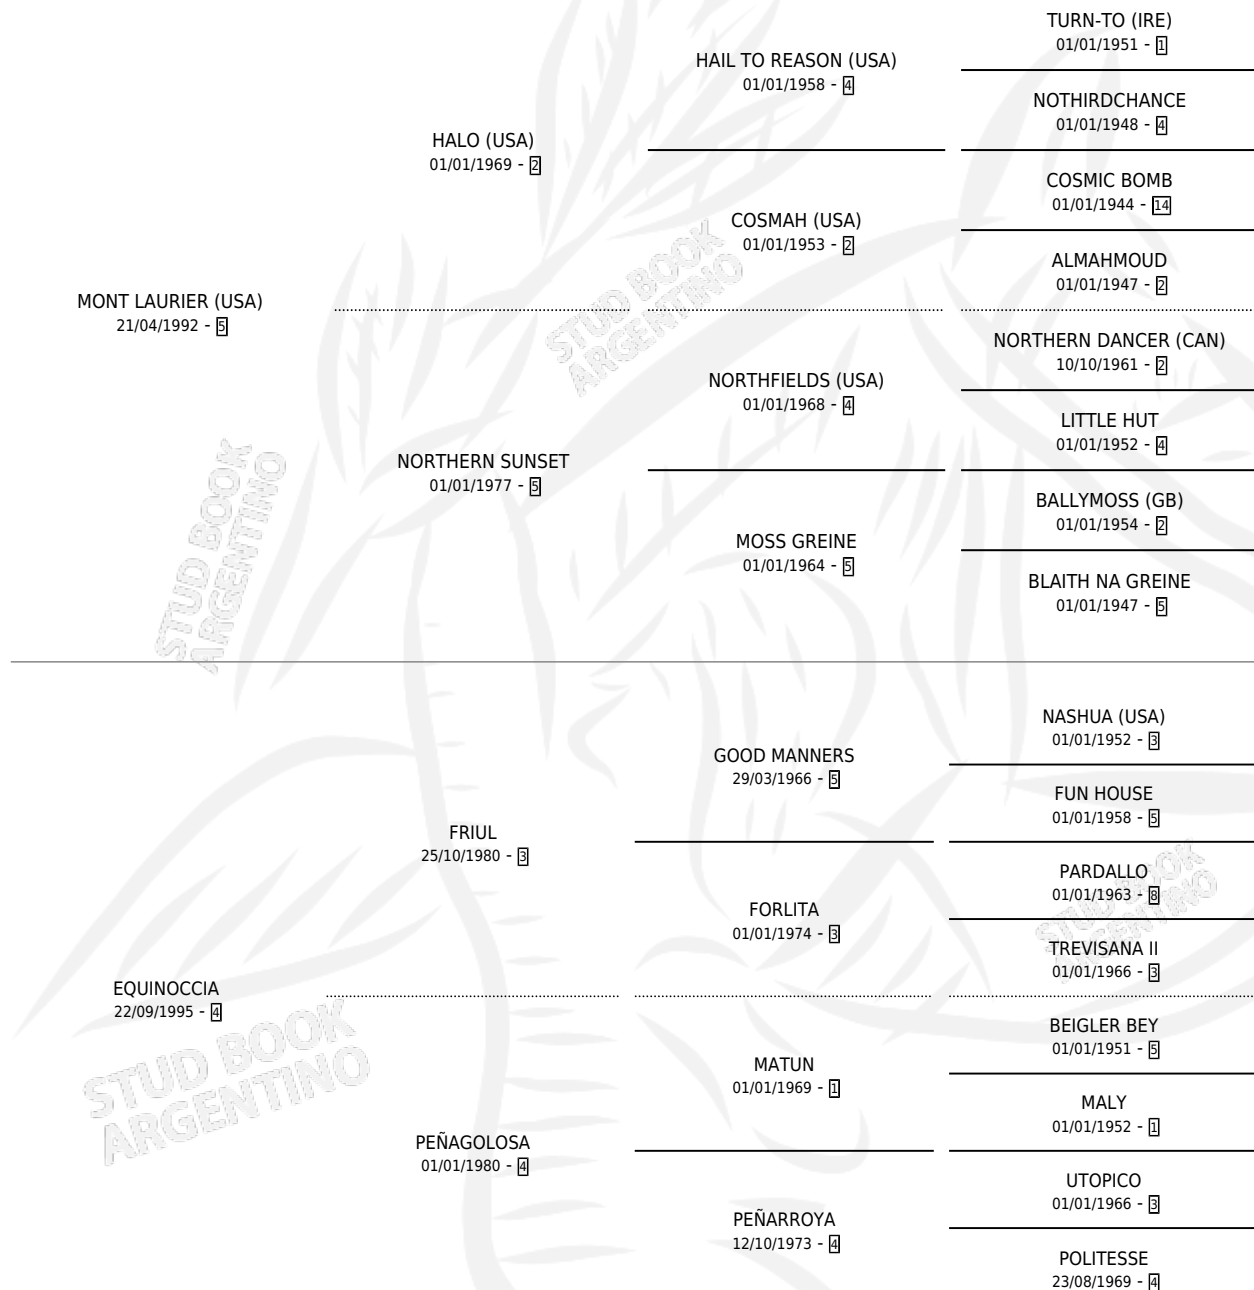 TURN-TO (IRE)
01/01/1951 - 1
HAIL TO REASON (USA)
01/01/1958 - 4
NOTHIRDCHANCE
01/01/1948 - 4
HALO (USA)
01/01/1969 - 2
COSMIC BOMB
01/01/1944 - 14
COSMAH (USA)
01/01/1953 - 2
ALMAHMOUD
01/01/1947 - 2
MONT LAURIER (USA)
21/04/1992 - 5
NORTHERN DANCER (CAN)
10/10/1961 - 2
NORTHFIELDS (USA)
01/01/1968 - 4
LITTLE HUT
01/01/1952 - 4
NORTHERN SUNSET
01/01/1977 - 5
BALLYMOSS (GB)
01/01/1954 - 2
MOSS GREINE
01/01/1964 - 5
BLAITH NA GREINE
01/01/1947 - 5
NASHUA (USA)
01/01/1952 - 3
GOOD MANNERS
29/03/1966 - 5
FUN HOUSE
01/01/1958 - 5
FRIUL
25/10/1980 - 3
PARDALLO
01/01/1963 - 8
FORLITA
01/01/1974 - 3
TREVISANA II
01/01/1966 - 3
EQUINOCCIA
22/09/1995 - 4
BEIGLER BEY
01/01/1951 - 5
MATUN
01/01/1969 - 1
MALY
01/01/1952 - 1
PEÑAGOLOSA
01/01/1980 - 4
UTOPICO
01/01/1966 - 3
PEÑARROYA
12/10/1973 - 4
POLITESSE
23/08/1969 - 4
STUD BOOK
ARGENTINO
STUD BOOK
ARGENTINO
STUD BOOK
ARGENTINO
STUD BOOK
ARGENTINO